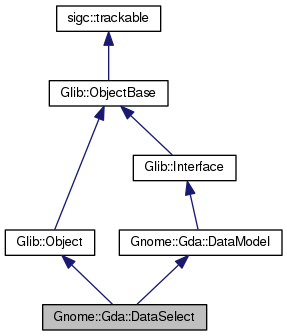 sigc::trackable
Glib::ObjectBase
Glib::Interface
Glib::Object
Gnome::Gda::DataModel
Gnome::Gda::DataSelect